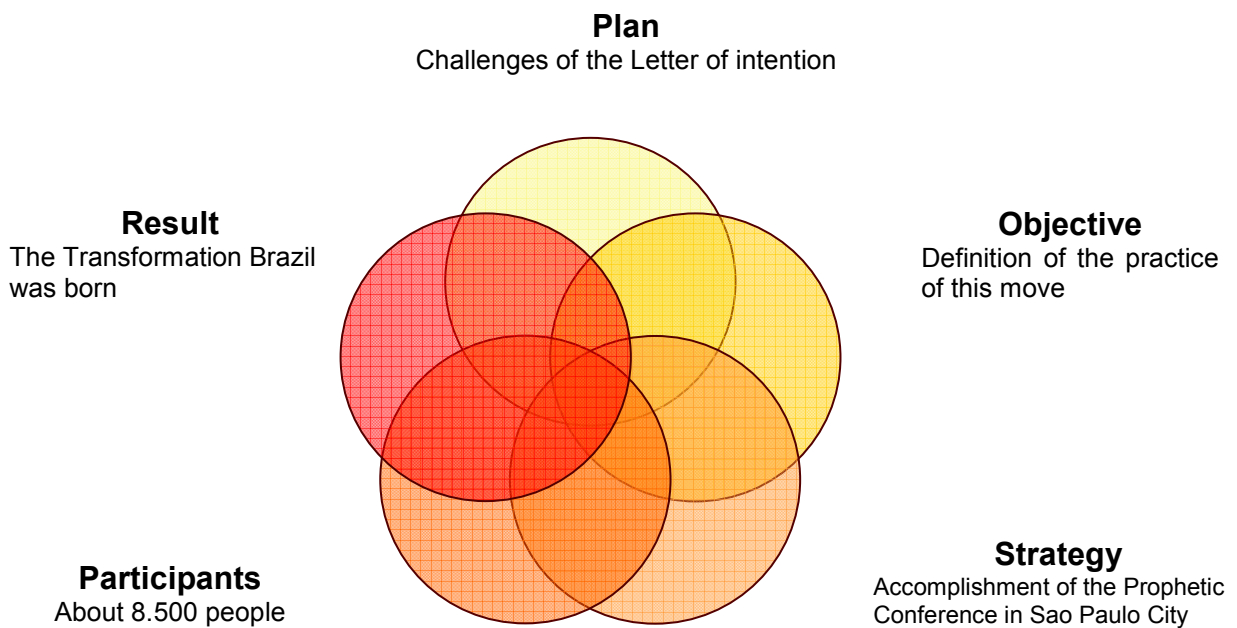 Plan
Challenges of the Letter of intention
Result
The Transformation Brazil
was born
Objective
Definition of the practice
of this move
Participants
About 8.500 people
Strategy
Accomplishment of the Prophetic
Conference in Sao Paulo City